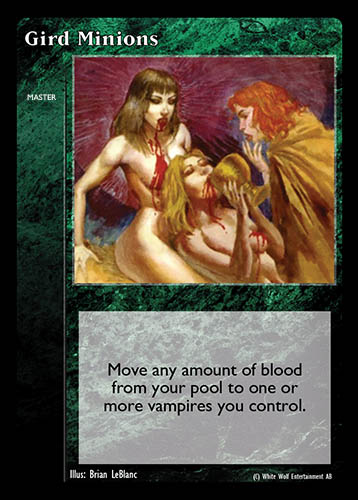 Gird Minions
MASTER
Move any amount of blood
from your pool to one or
more vampires you control.
Illus: Brian LeBlanc
(C) White Wolf Entertainment AB